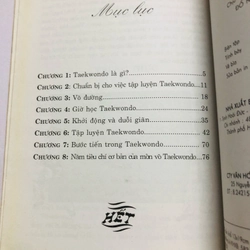 Mục lục
CHƯƠNG 1: Taekwondo là gì? 5
CHƯƠNG 2: Chuẩn bị cho việc tập luyện Taekwondo 11
CHƯƠNG 3: Võ đường 18
CHƯƠNG 4: Giờ học Taekwondo 24
CHƯƠNG 5: Khởi động và duỗi giãn 35
CHƯƠNG 6: Tập luyện Taekwondo 42
CHƯƠNG 7: Bước tiến trong Taekwondo 70
CHƯƠNG 8: Năm tiêu chí cơ bản của môn võ Taekwondo 76
HẾT
NHÀ XUẤT